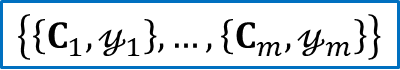 {{𝐂₁, 𝓎₁}, … , {𝐂ₘ, 𝓎ₘ}}